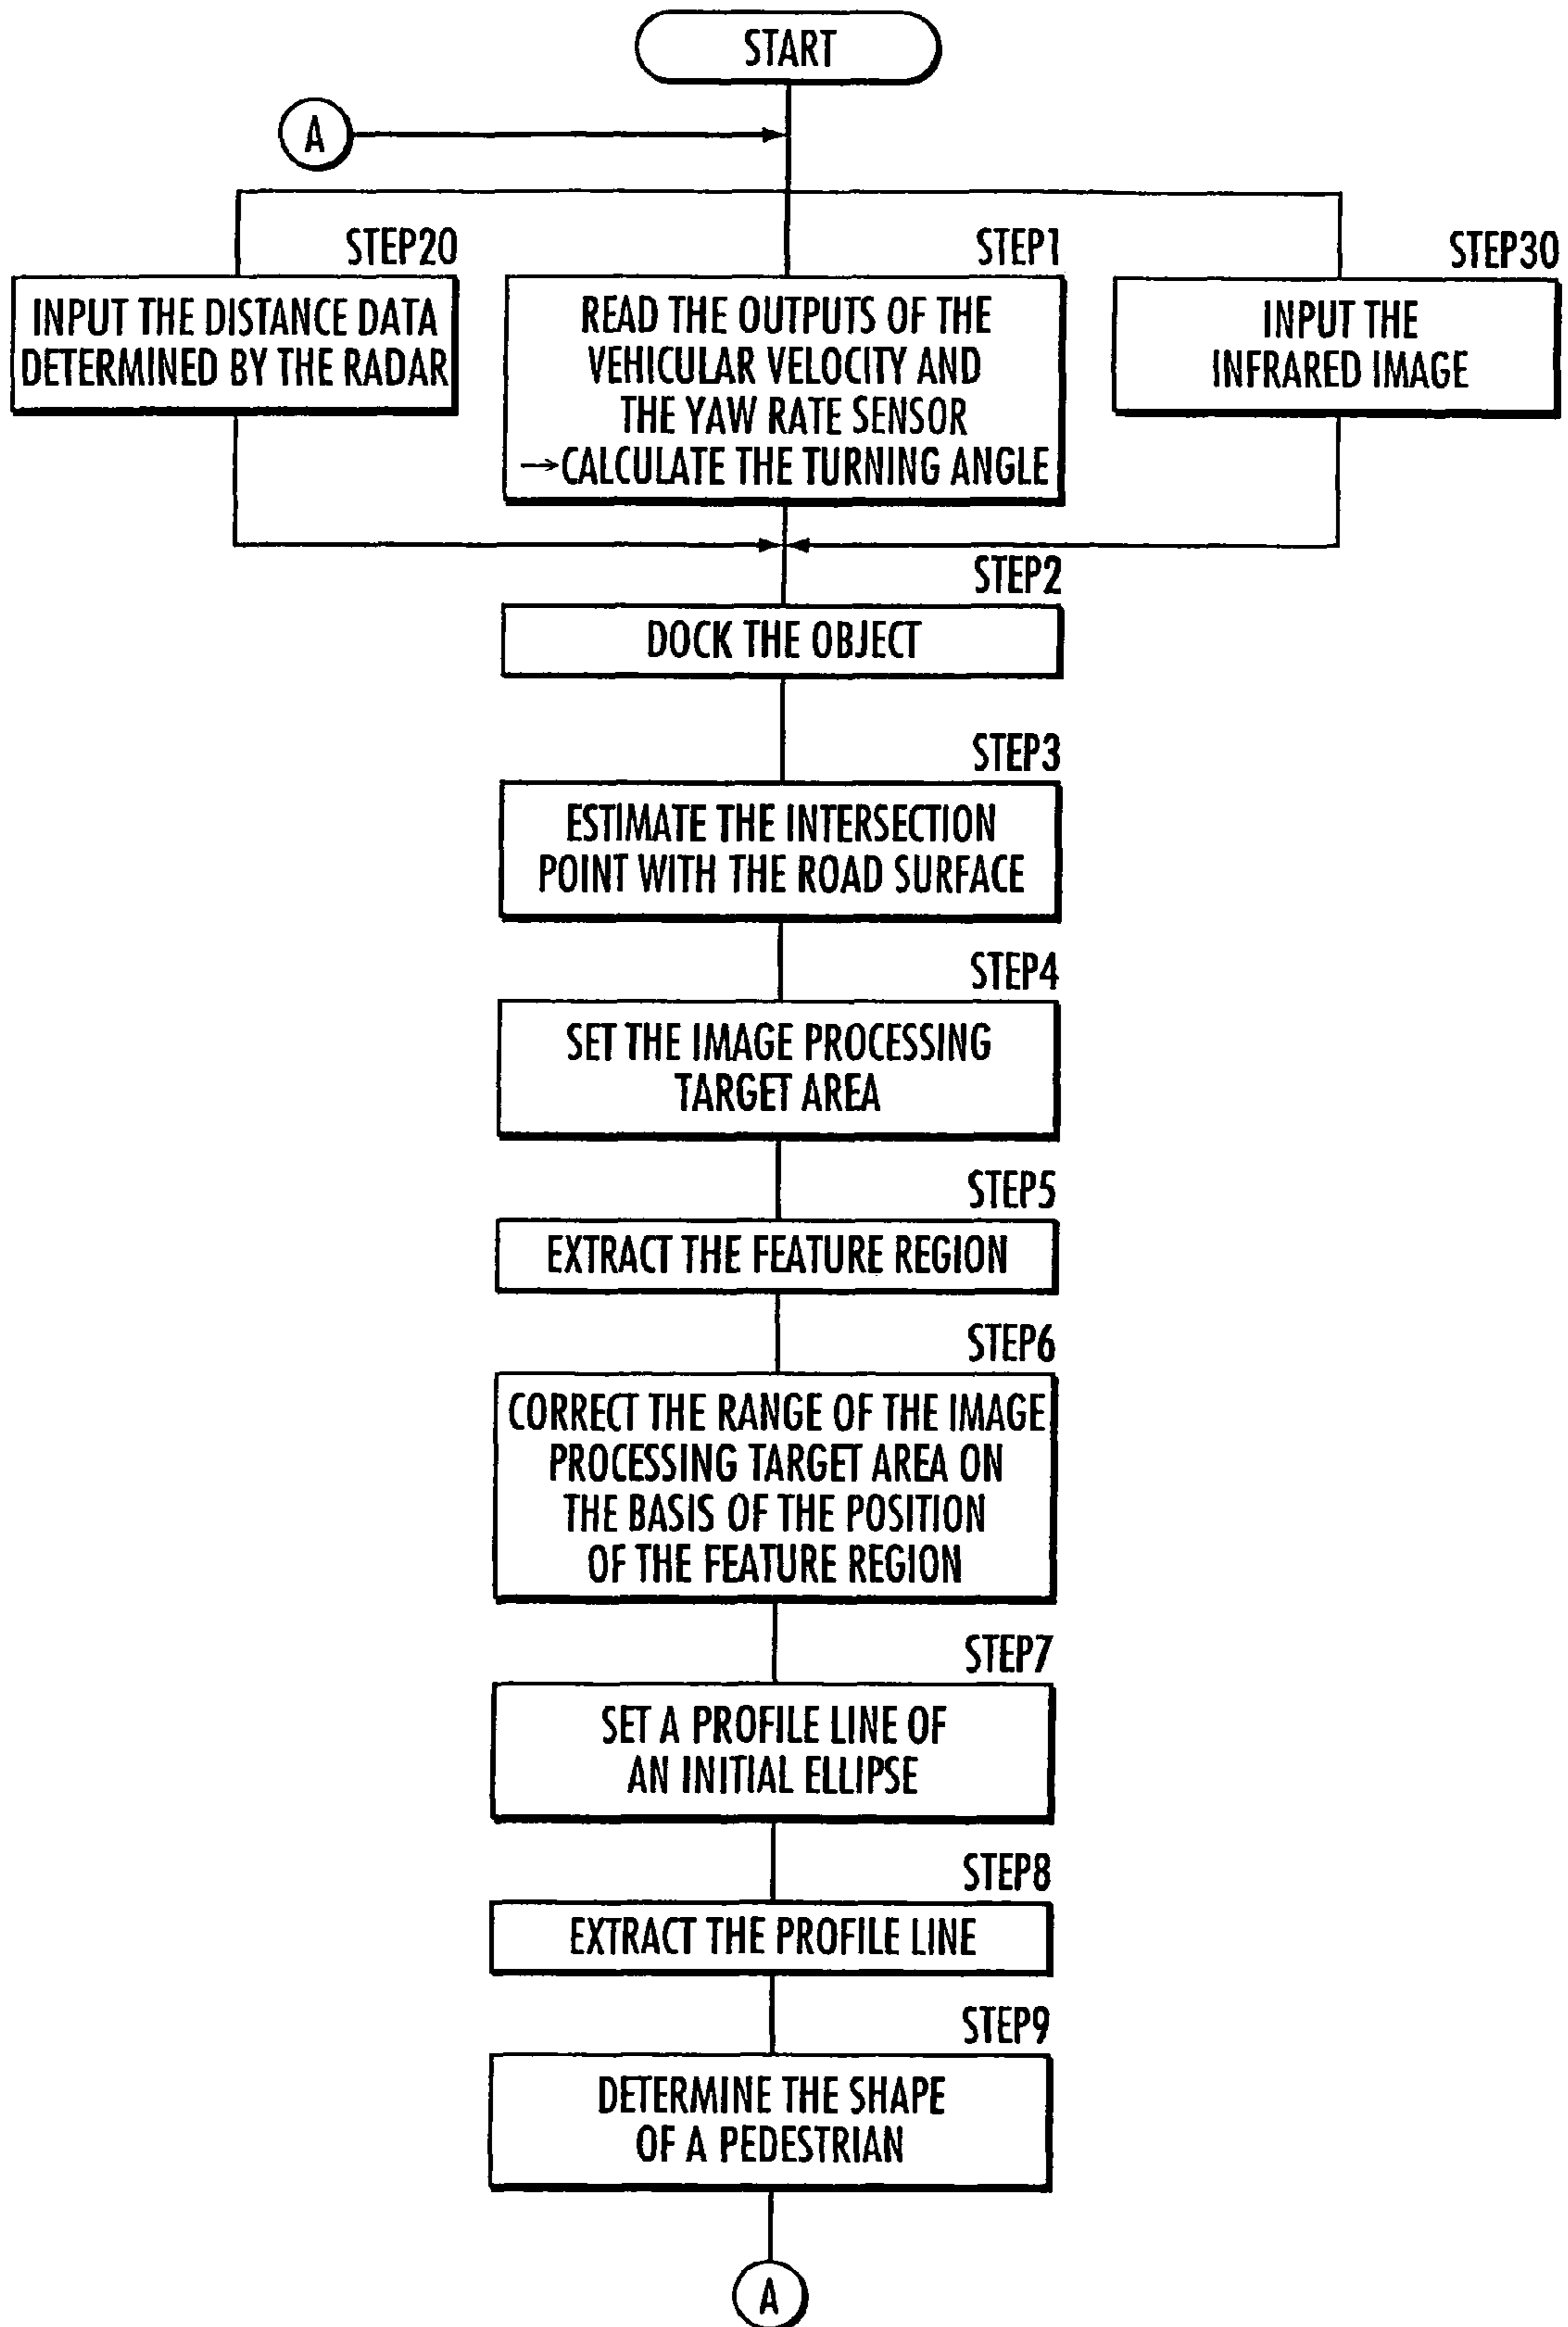 START
A
STEP20
INPUT THE DISTANCE DATA
DETERMINED BY THE RADAR
STEP1
READ THE OUTPUTS OF THE
VEHICULAR VELOCITY AND
THE YAW RATE SENSOR
→CALCULATE THE TURNING ANGLE
STEP30
INPUT THE
INFRARED IMAGE
STEP2
DOCK THE OBJECT
STEP3
ESTIMATE THE INTERSECTION
POINT WITH THE ROAD SURFACE
STEP4
SET THE IMAGE PROCESSING
TARGET AREA
STEP5
EXTRACT THE FEATURE REGION
STEP6
CORRECT THE RANGE OF THE IMAGE
PROCESSING TARGET AREA ON
THE BASIS OF THE POSITION
OF THE FEATURE REGION
STEP7
SET A PROFILE LINE OF
AN INITIAL ELLIPSE
STEP8
EXTRACT THE PROFILE LINE
STEP9
DETERMINE THE SHAPE
OF A PEDESTRIAN
A